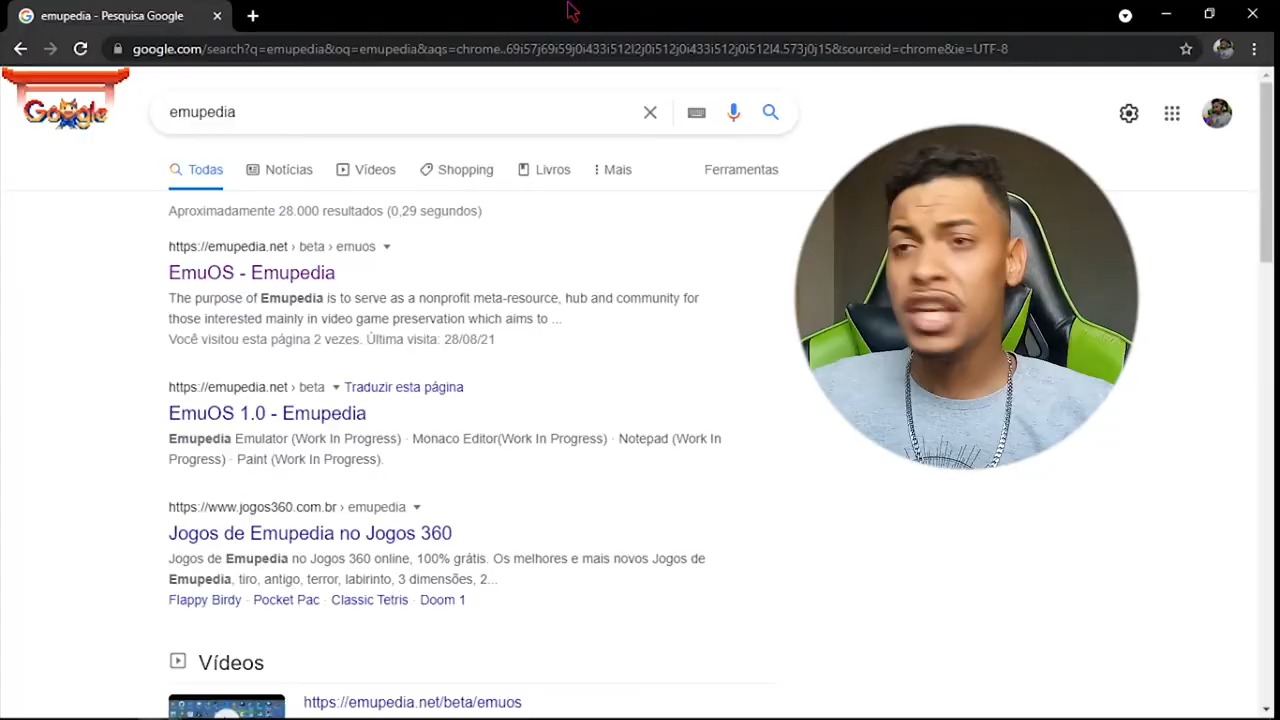 emupedia - Pesquisa Google
google.com/search?q=emupedia&oq=emupedia&aqs=chrome..69i57j69i59j0i433i512l2j0i512j0i433i512j0i512l4.573j0j15&sourceid=chrome&ie=UTF-8
Google
emupedia
Todas
Notícias
Vídeos
Shopping
Livros
Mais
Ferramentas
Aproximadamente 28.000 resultados (0,29 segundos)
https://emupedia.net › beta › emuos
EmuOS - Emupedia
The purpose of Emupedia is to serve as a nonprofit meta-resource, hub and community for
those interested mainly in video game preservation which aims to ...
Você visitou esta página 2 vezes. Última visita: 28/08/21
https://emupedia.net › beta Traduzir esta página
EmuOS 1.0 - Emupedia
Emupedia Emulator (Work In Progress) · Monaco Editor(Work In Progress) · Notepad (Work In
Progress) · Paint (Work In Progress).
https://www.jogos360.com.br › emupedia
Jogos de Emupedia no Jogos 360
Jogos de Emupedia no Jogos 360 online, 100% grátis. Os melhores e mais novos Jogos de
Emupedia, tiro, antigo, terror, labirinto, 3 dimensões, 2...
Flappy Birdy · Pocket Pac · Classic Tetris · Doom 1
Vídeos
https://emupedia.net/beta/emuos